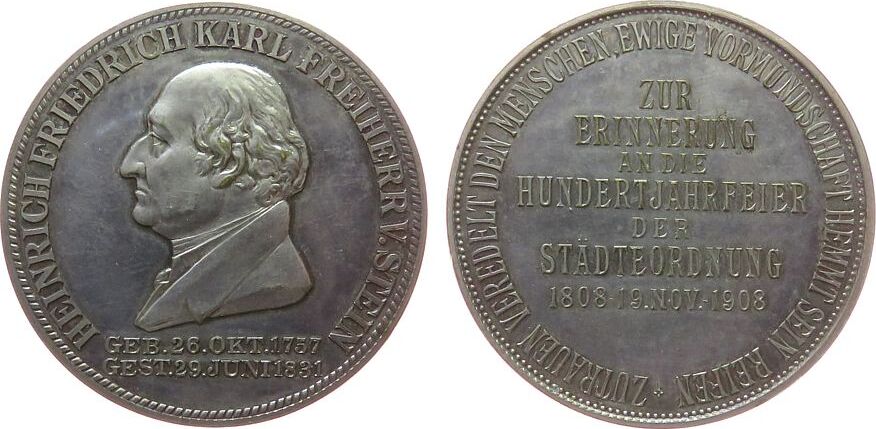 HEINRICH FRIEDRICH KARL FREIHERR V. STEIN
GEB. 26. OKT. 1757
GEST. 29. JUNI 1831
ZUTRAUEN VEREDELT DEN MENSCHEN, EWIGE VORMUNDSCHAFT HEMMT SEIN REIFEN
ZUR
ERINNERUNG
AN DIE
HUNDERTJAHRFEIER
DER
STÄDTEORDNUNG
1808-19. NOV.-1908